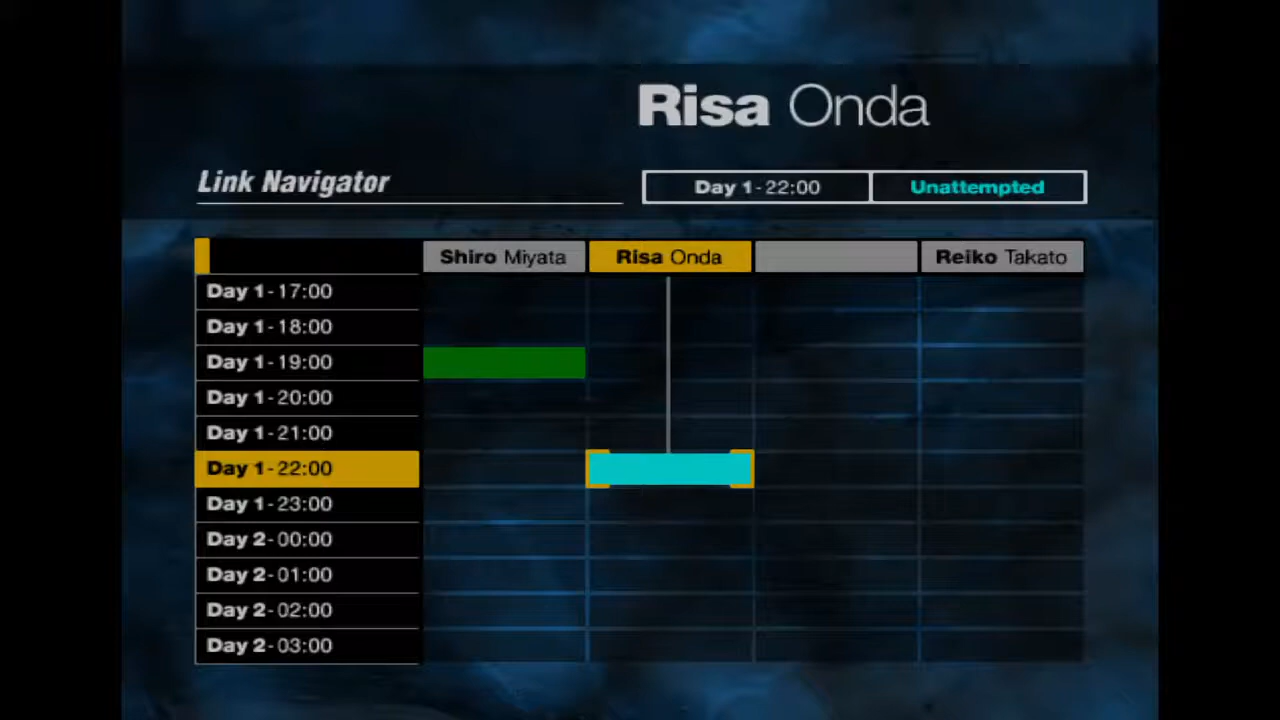 Risa Onda
Link Navigator
Day 1-22:00 Unattempted
Shiro Miyata Risa Onda Reiko Takato
Day 1-17:00
Day 1-18:00
Day 1-19:00
Day 1-20:00
Day 1-21:00
Day 1-22:00
Day 1-23:00
Day 2-00:00
Day 2-01:00
Day 2-02:00
Day 2-03:00